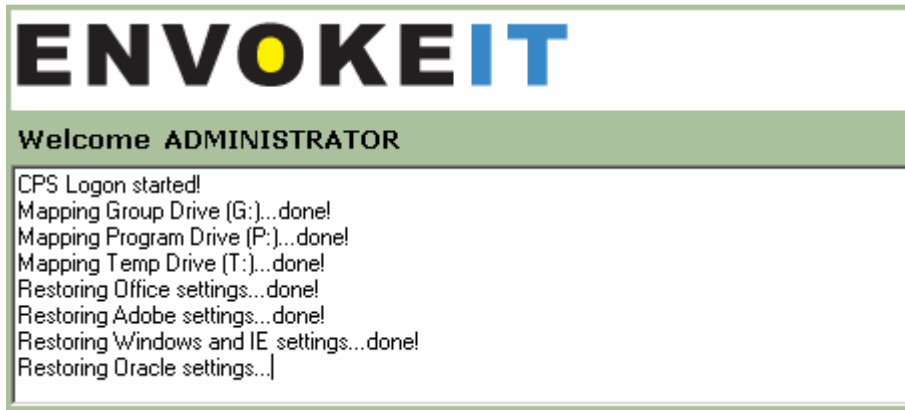 ENVOKEIT
Welcome ADMINISTRATOR
CPS Logon started!
Mapping Group Drive (G:)...done!
Mapping Program Drive (P:)...done!
Mapping Temp Drive (T:)...done!
Restoring Office settings...done!
Restoring Adobe settings...done!
Restoring Windows and IE settings...done!
Restoring Oracle settings...